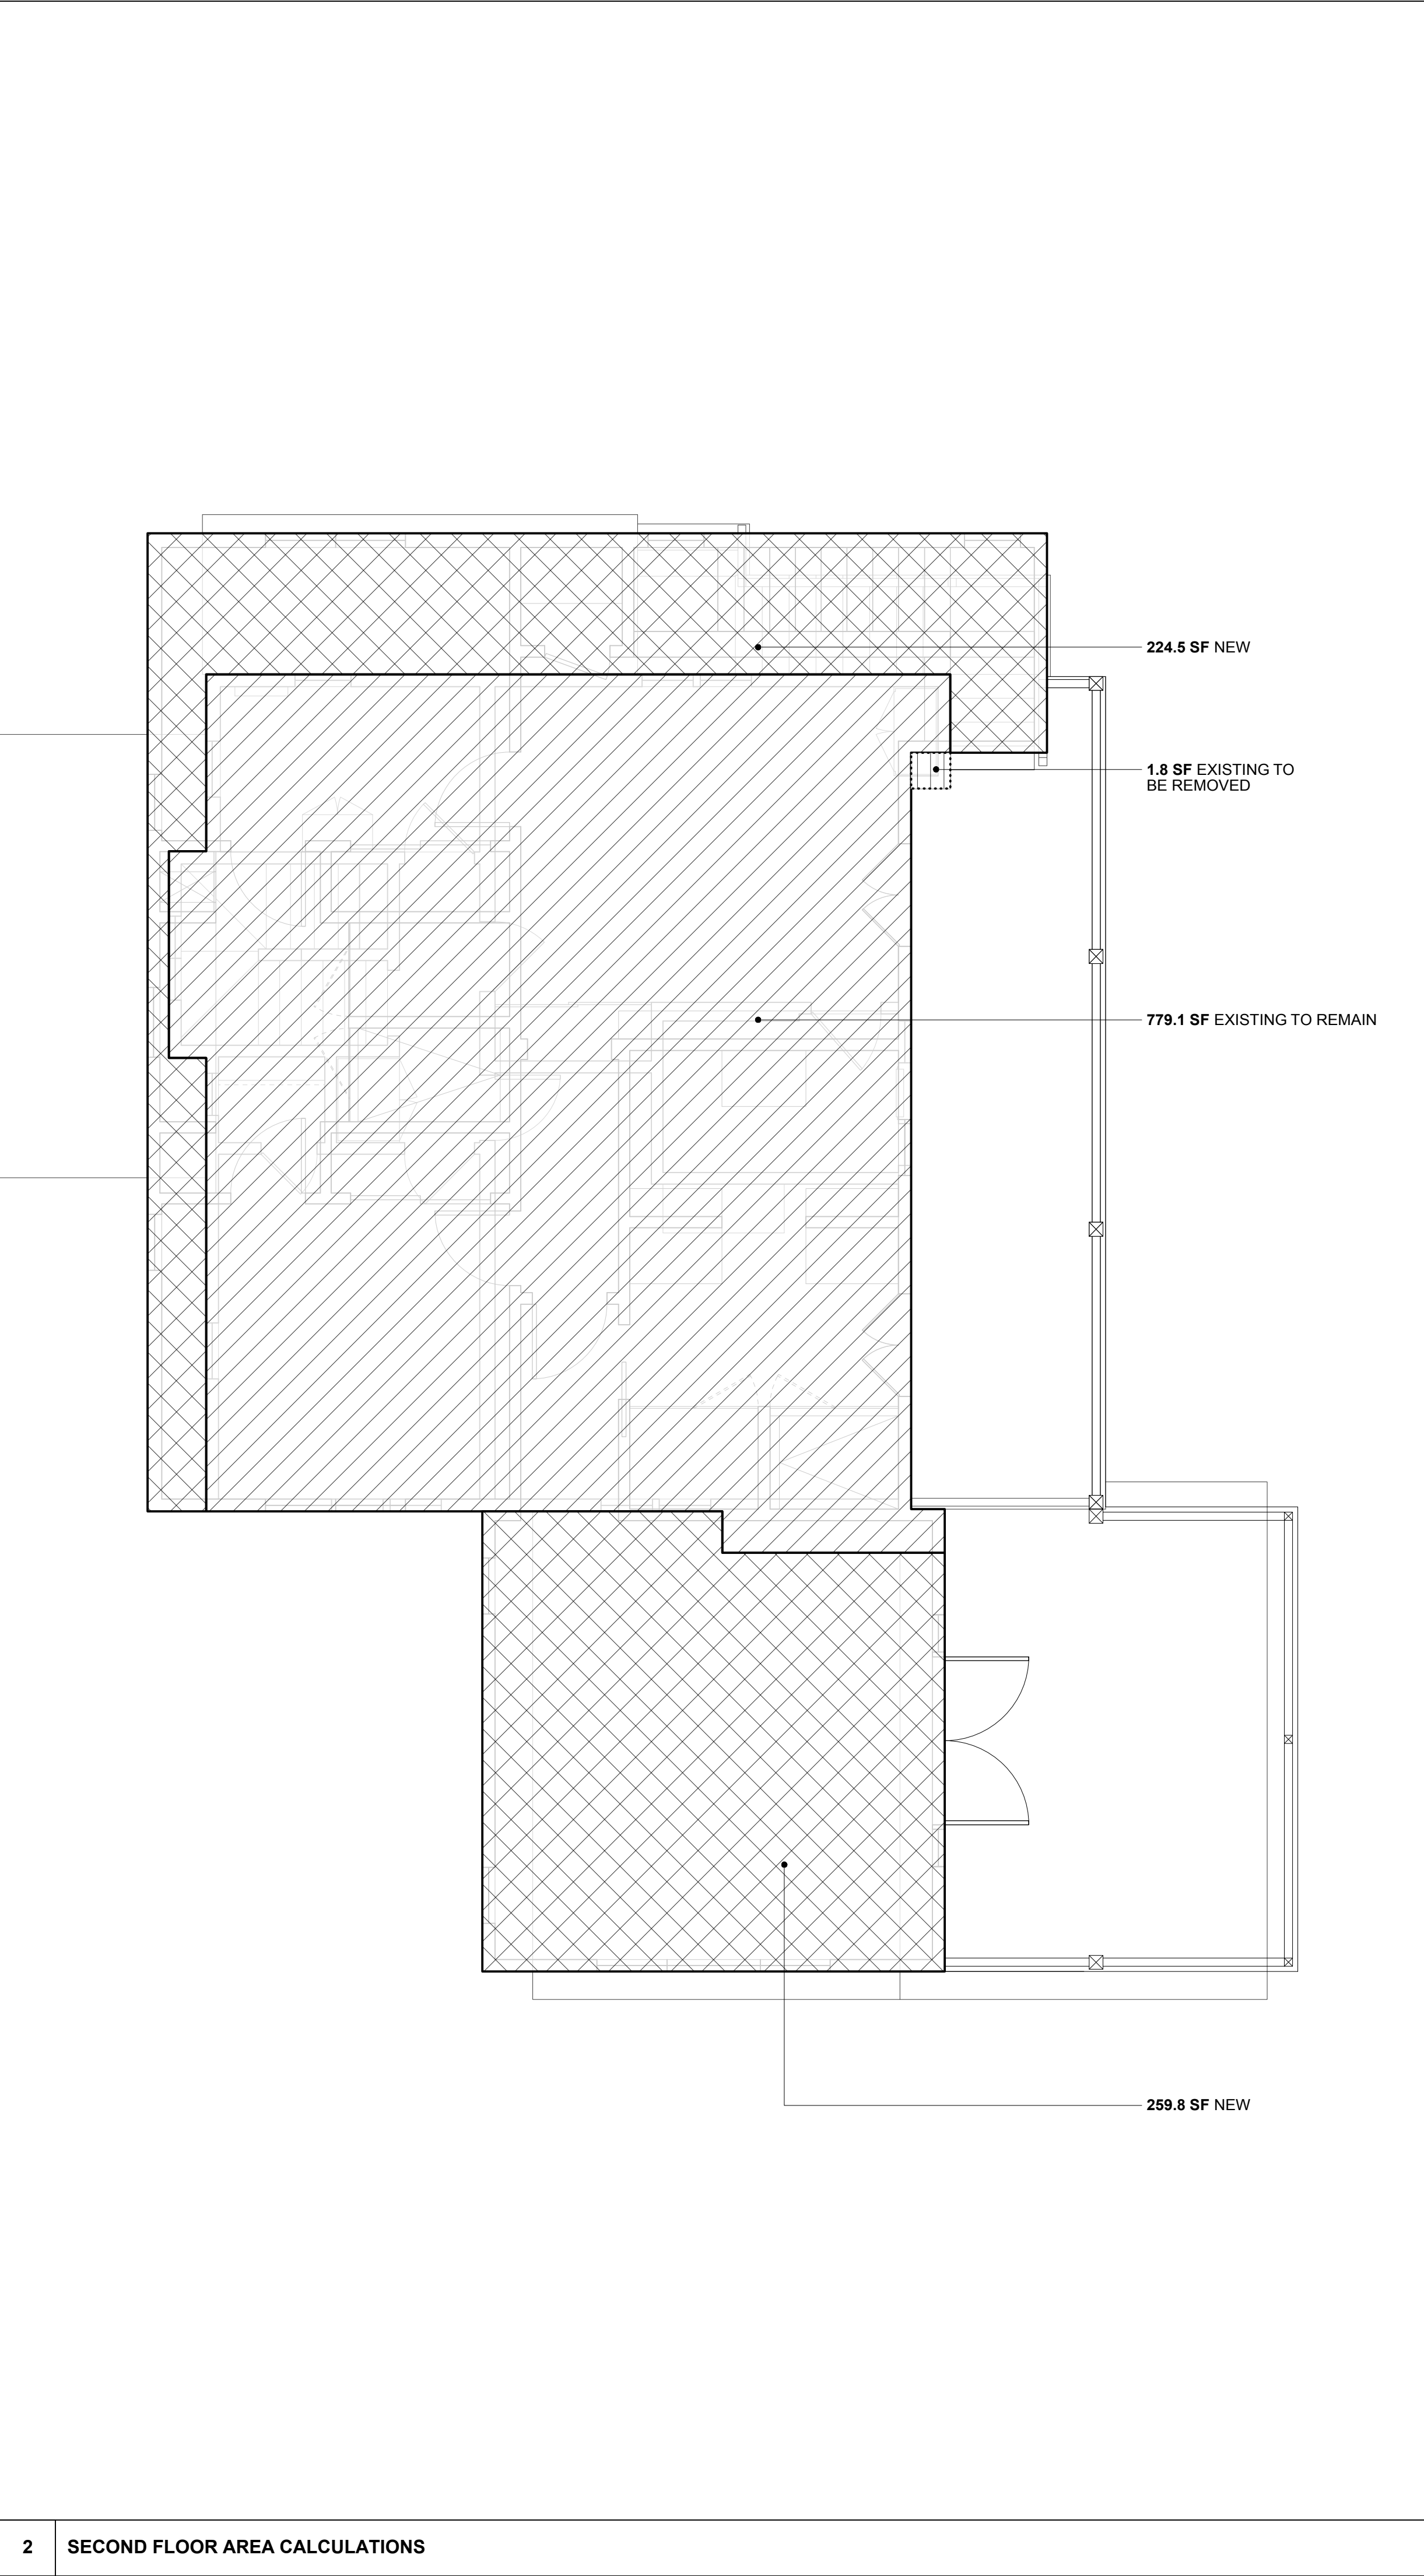 224.5 SF NEW
1.8 SF EXISTING TO
BE REMOVED
779.1 SF EXISTING TO REMAIN
259.8 SF NEW
2 SECOND FLOOR AREA CALCULATIONS